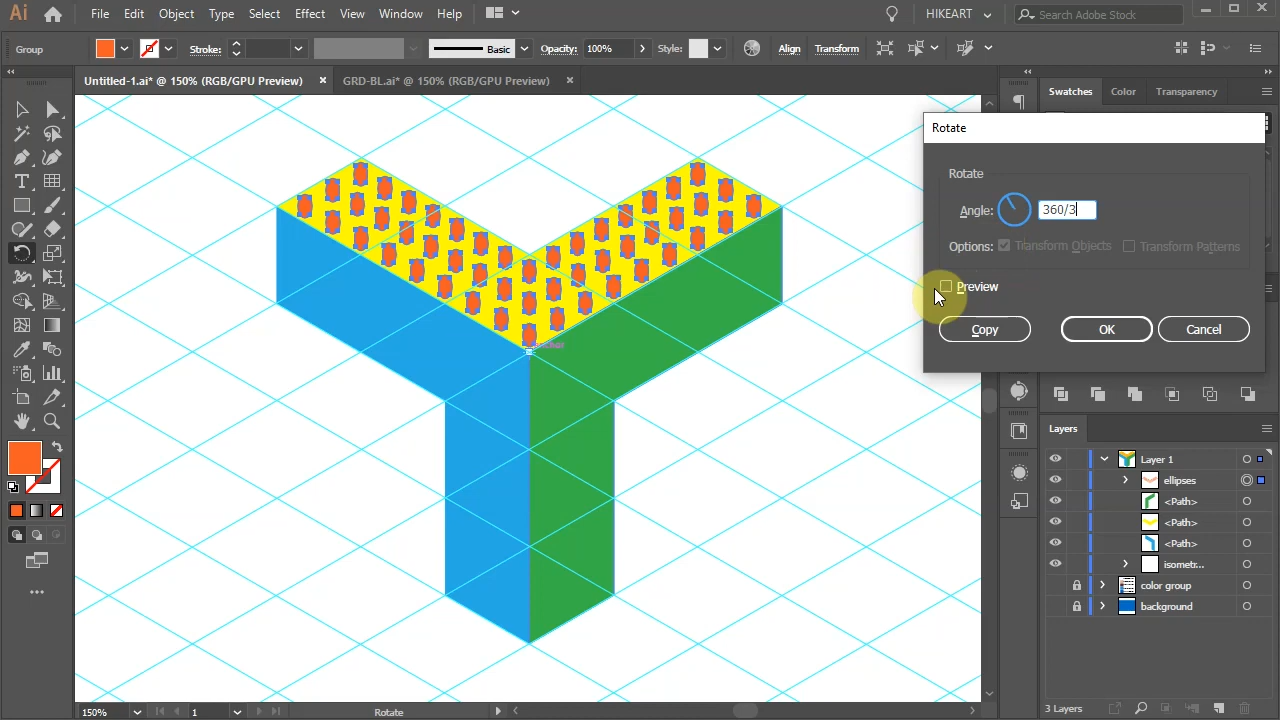 Ai File Edit Object Type Select Effect View Window Help HIKEART Search Adobe Stock
Group Stroke: Basic Opacity: 100% Style: Align Transform
Untitled-1.ai* @ 150% (RGB/GPU Preview) × GRD-BL.ai* @ 150% (RGB/GPU Preview) ×
Swatches Color Transparency
Rotate
Rotate
Angle: 360/3
Options: Transform Objects Transform Patterns
Preview
Copy OK Cancel
Layers
Layer 1
ellipses
<Path>
<Path>
<Path>
isometr...
color group
background
150% 1 Rotate 3 Layers